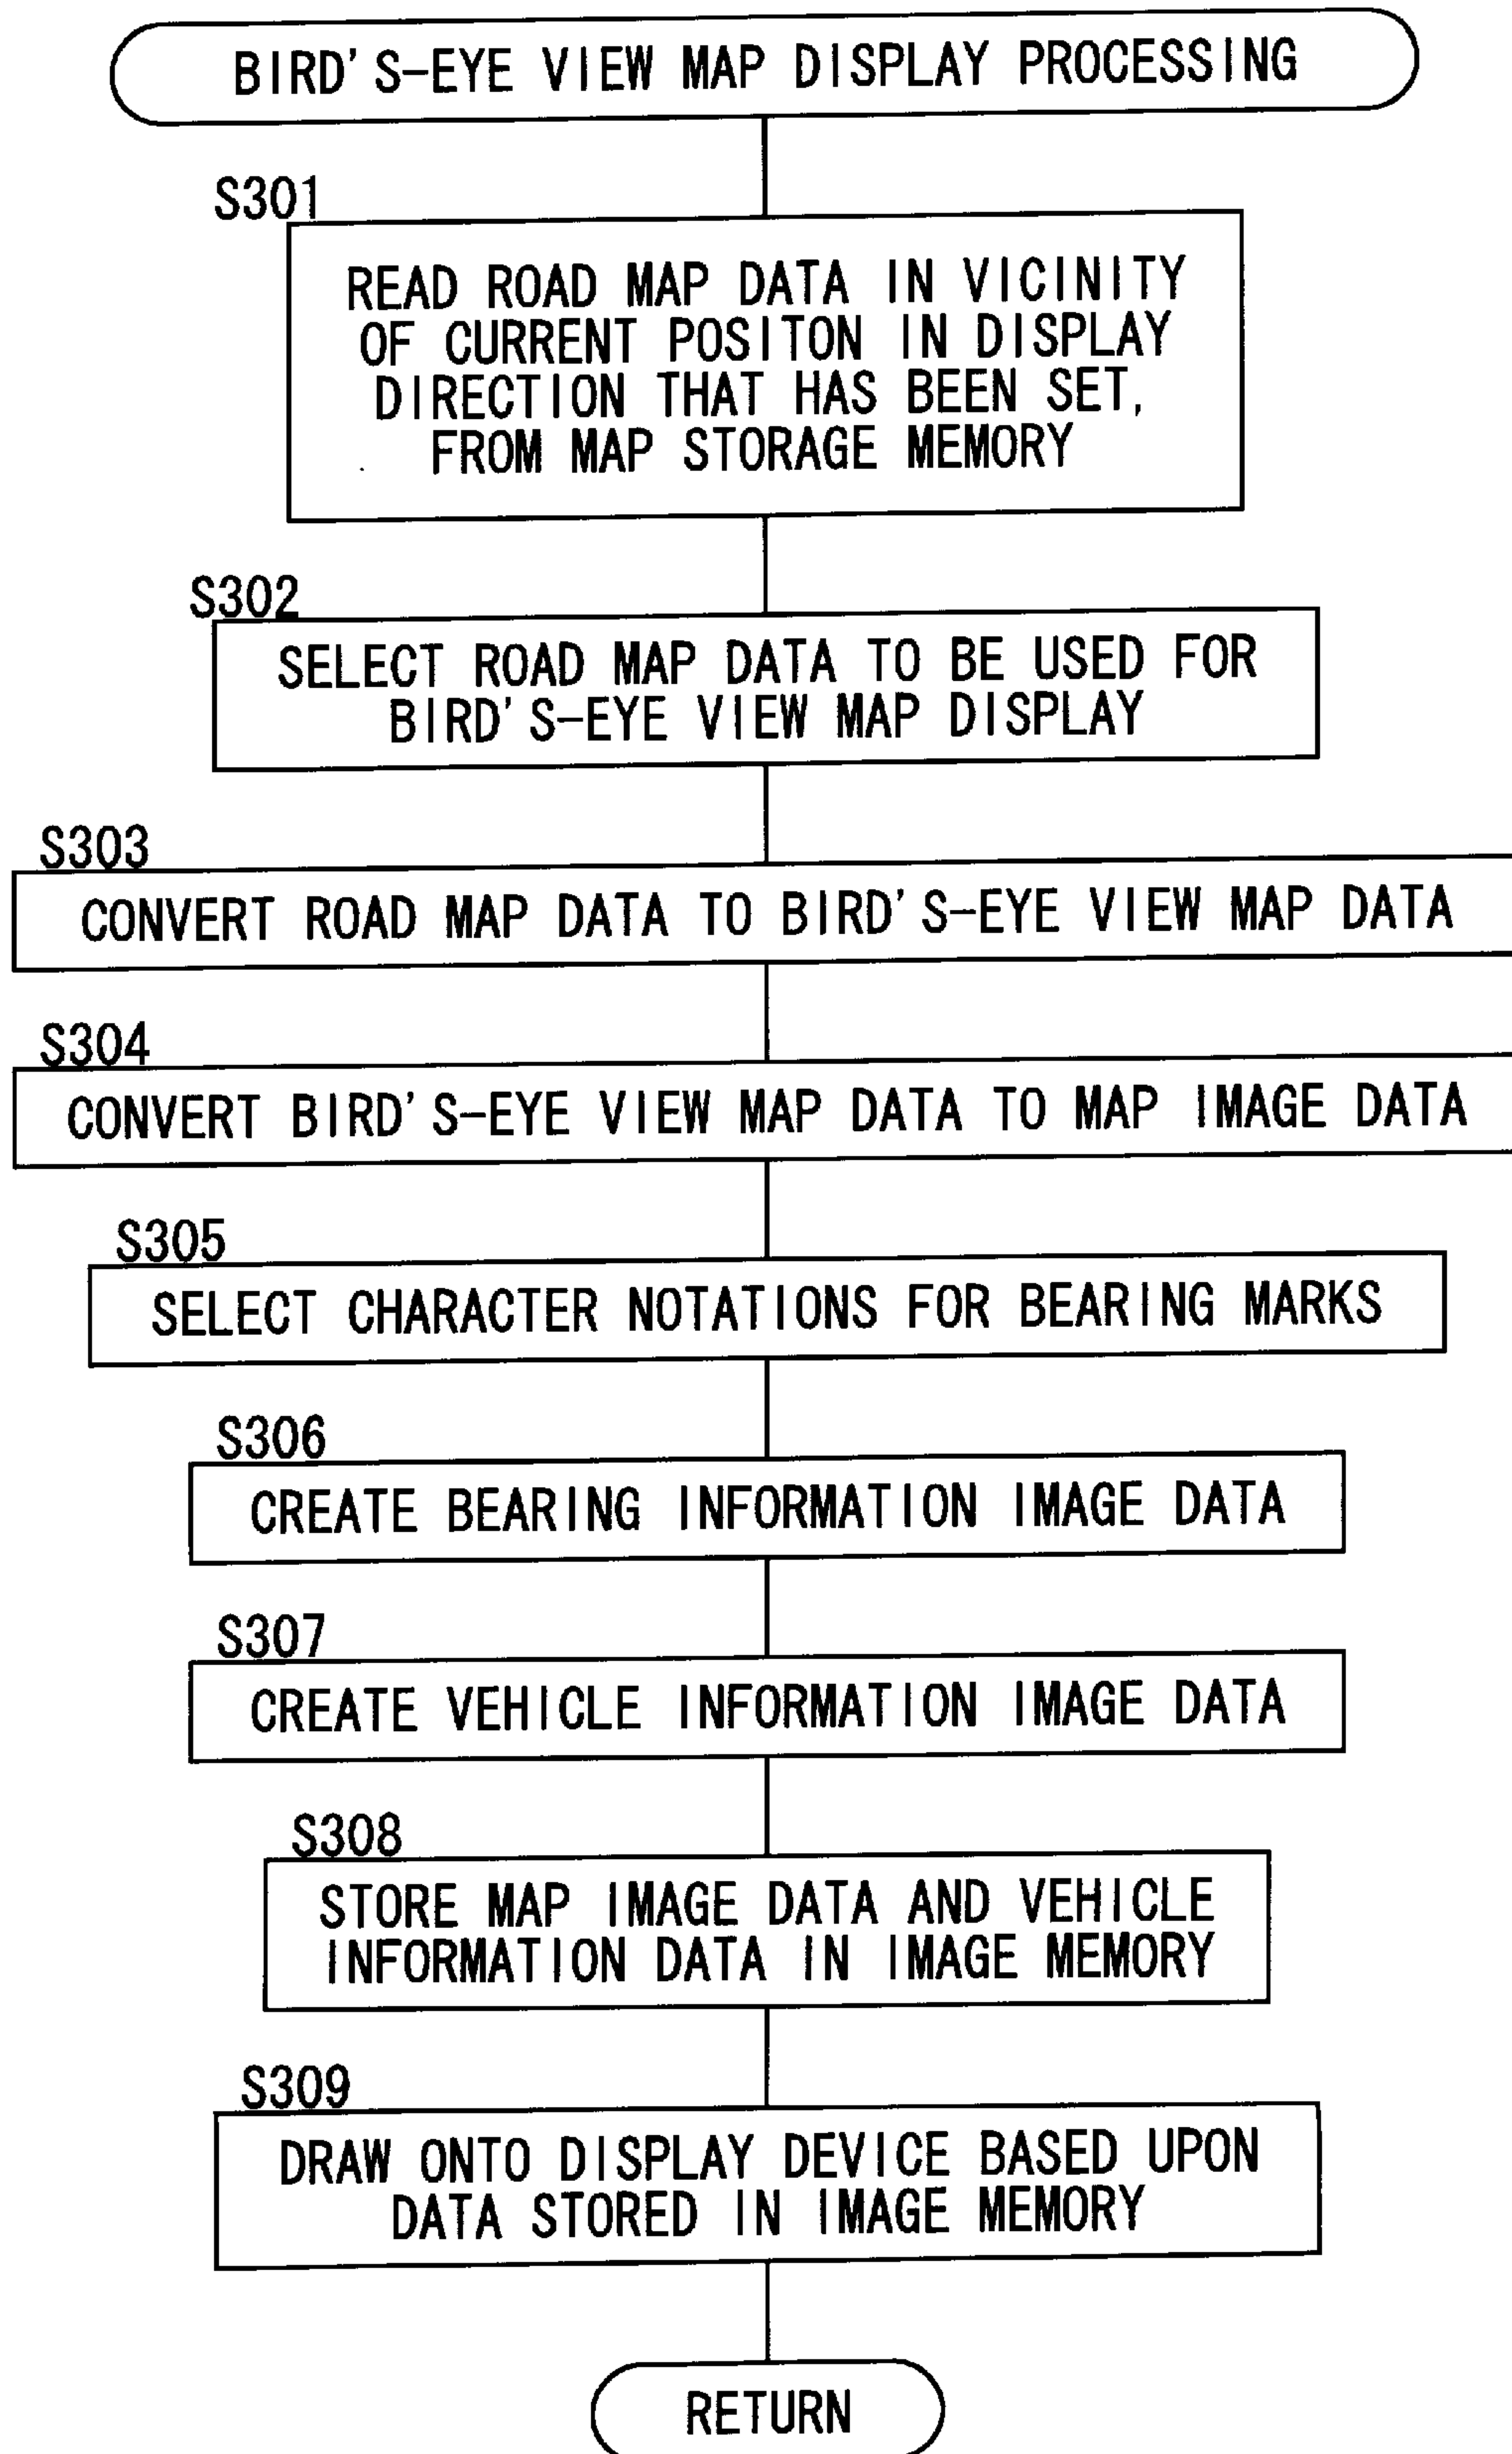 BIRD'S-EYE VIEW MAP DISPLAY PROCESSING
S301
READ ROAD MAP DATA IN VICINITY
OF CURRENT POSITON IN DISPLAY
DIRECTION THAT HAS BEEN SET,
FROM MAP STORAGE MEMORY
S302
SELECT ROAD MAP DATA TO BE USED FOR
BIRD'S-EYE VIEW MAP DISPLAY
S303
CONVERT ROAD MAP DATA TO BIRD'S-EYE VIEW MAP DATA
S304
CONVERT BIRD'S-EYE VIEW MAP DATA TO MAP IMAGE DATA
S305
SELECT CHARACTER NOTATIONS FOR BEARING MARKS
S306
CREATE BEARING INFORMATION IMAGE DATA
S307
CREATE VEHICLE INFORMATION IMAGE DATA
S308
STORE MAP IMAGE DATA AND VEHICLE
INFORMATION DATA IN IMAGE MEMORY
S309
DRAW ONTO DISPLAY DEVICE BASED UPON
DATA STORED IN IMAGE MEMORY
RETURN